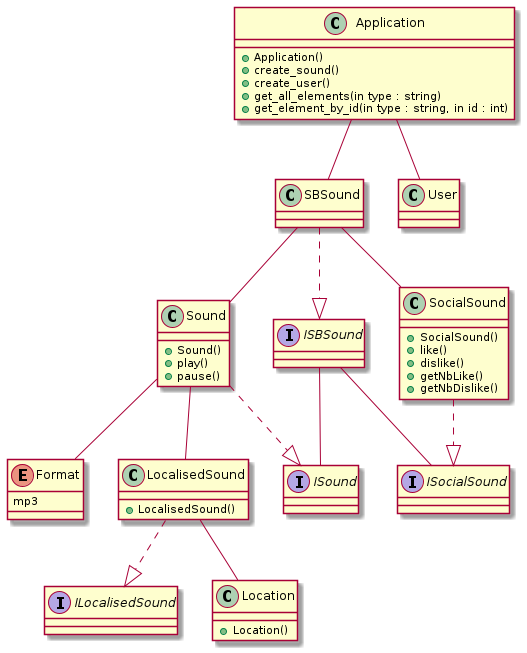 C Application
Application()
create_sound()
create_user()
get_all_elements(in type : string)
get_element_by_id(in type : string, in id : int)
C SBSound
C User
C Sound
Sound()
play()
pause()
I ISBSound
C SocialSound
SocialSound()
like()
dislike()
getNbLike()
getNbDislike()
E Format
mp3
C LocalisedSound
LocalisedSound()
I ISound
I ISocialSound
I ILocalisedSound
C Location
Location()